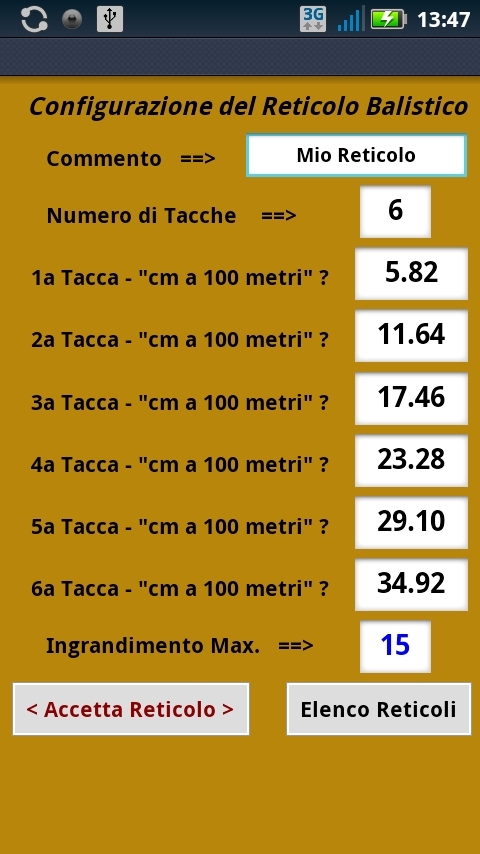 3G 13:47
Configurazione del Reticolo Balistico
Commento ==> Mio Reticolo
Numero di Tacche ==> 6
1a Tacca - "cm a 100 metri" ? 5.82
2a Tacca - "cm a 100 metri" ? 11.64
3a Tacca - "cm a 100 metri" ? 17.46
4a Tacca - "cm a 100 metri" ? 23.28
5a Tacca - "cm a 100 metri" ? 29.10
6a Tacca - "cm a 100 metri" ? 34.92
Ingrandimento Max. ==> 15
< Accetta Reticolo > Elenco Reticoli